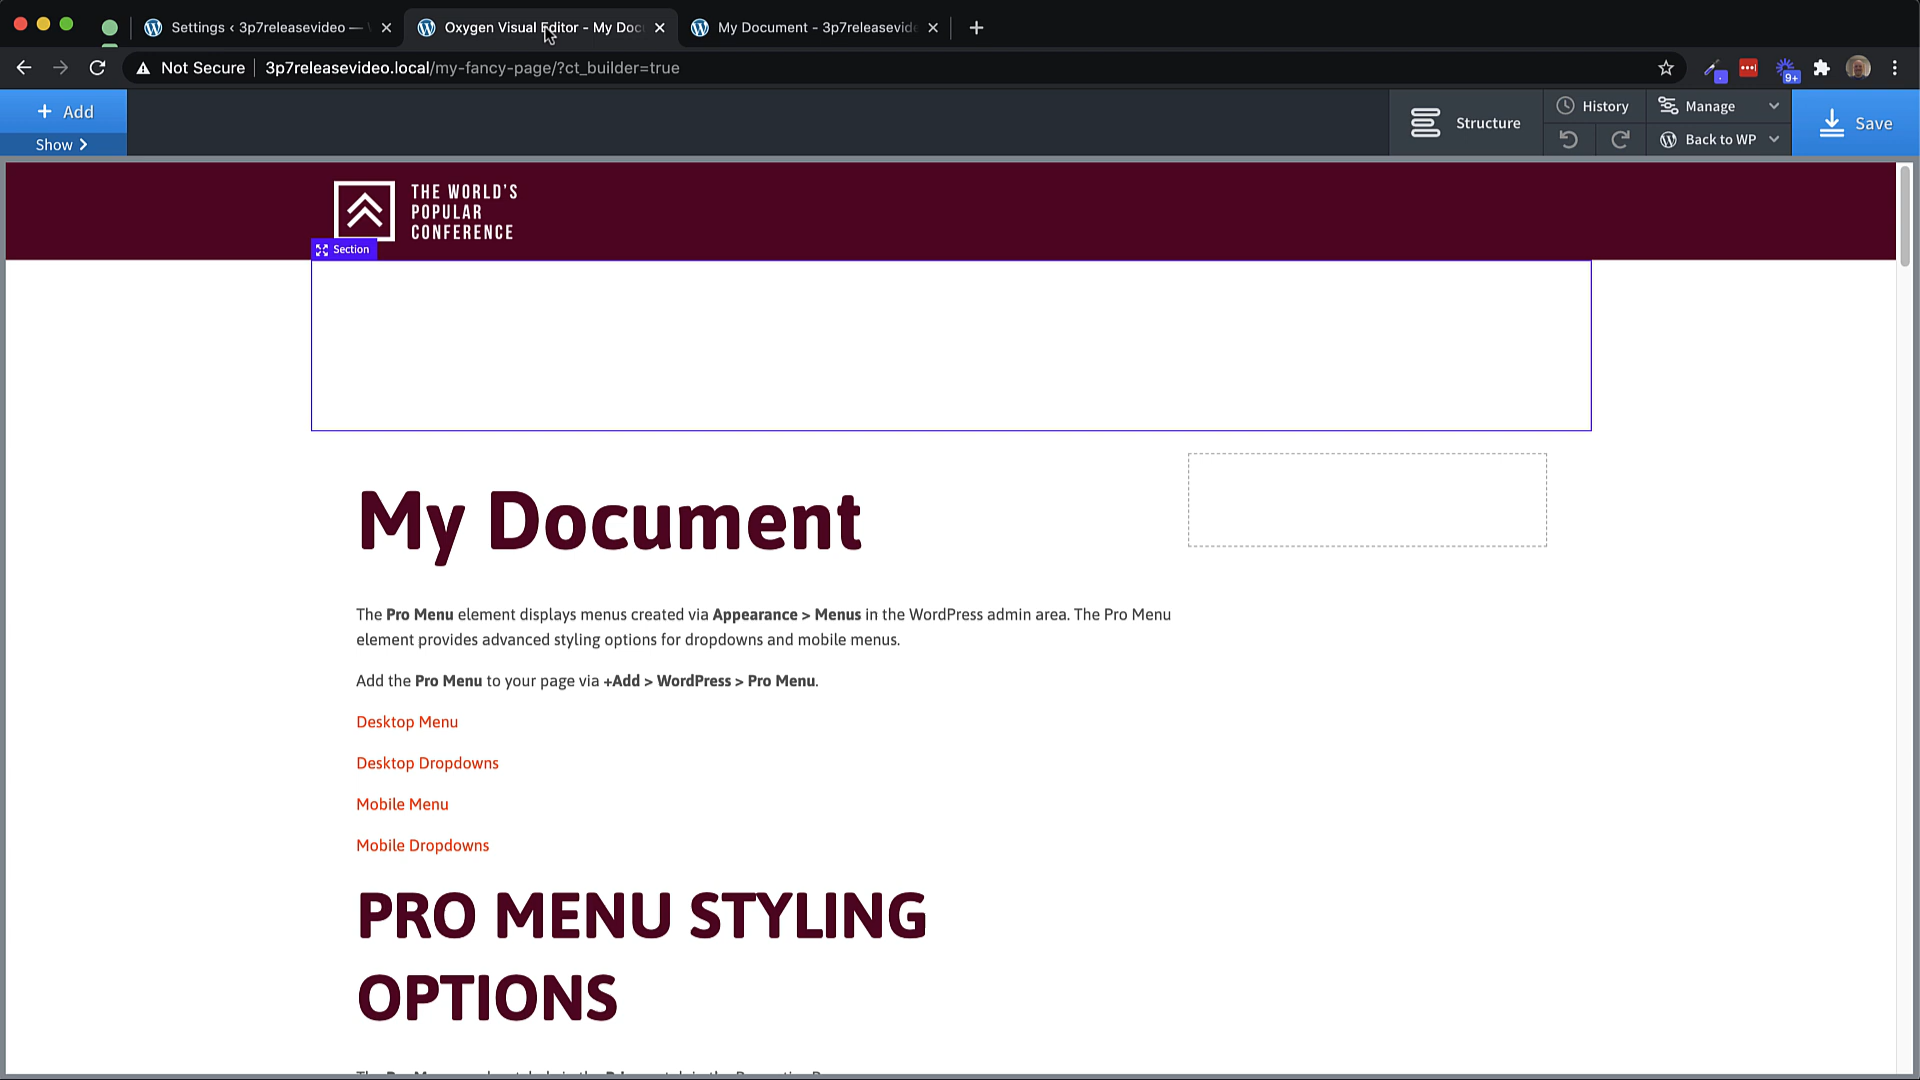 Settings ‹ 3p7releasevideo —
Oxygen Visual Editor - My Doc
My Document - 3p7releasevide
Not Secure
3p7releasevideo.local/my-fancy-page/?ct_builder=true
9+
Add
Show
Structure
History
Manage
Back to WP
Save
THE WORLD'S
POPULAR
CONFERENCE
Section
My Document
The Pro Menu element displays menus created via Appearance > Menus in the WordPress admin area. The Pro Menu
element provides advanced styling options for dropdowns and mobile menus.
Add the Pro Menu to your page via +Add > WordPress > Pro Menu.
Desktop Menu
Desktop Dropdowns
Mobile Menu
Mobile Dropdowns
PRO MENU STYLING
OPTIONS